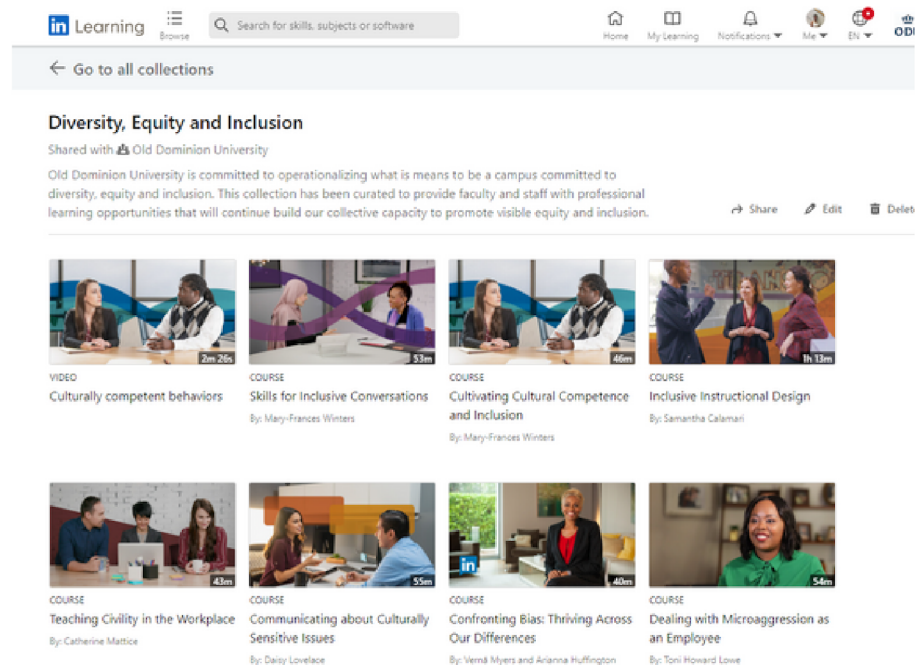 in Learning
Browse
Search for skills, subjects or software
Home
My Learning
Notifications
Me
EN
ODU
Go to all collections
Diversity, Equity and Inclusion
Shared with Old Dominion University
Old Dominion University is committed to operationalizing what is means to be a campus committed to
diversity, equity and inclusion. This collection has been curated to provide faculty and staff with professional
learning opportunities that will continue build our collective capacity to promote visible equity and inclusion.
Share
Edit
Delet
2m 26s
53m
46m
1h 13m
VIDEO
COURSE
COURSE
COURSE
Culturally competent behaviors
Skills for Inclusive Conversations
Cultivating Cultural Competence
and Inclusion
Inclusive Instructional Design
By: Mary-Frances Winters
By: Mary-Frances Winters
By: Samantha Calamari
43m
55m
in
40m
54m
COURSE
COURSE
COURSE
COURSE
Teaching Civility in the Workplace
Communicating about Culturally
Sensitive Issues
Confronting Bias: Thriving Across
Our Differences
Dealing with Microaggression as
an Employee
By: Catherine Mattice
By: Daisy Lovelace
By: Vernā Myers and Arianna Huffington
By: Toni Howard Lowe